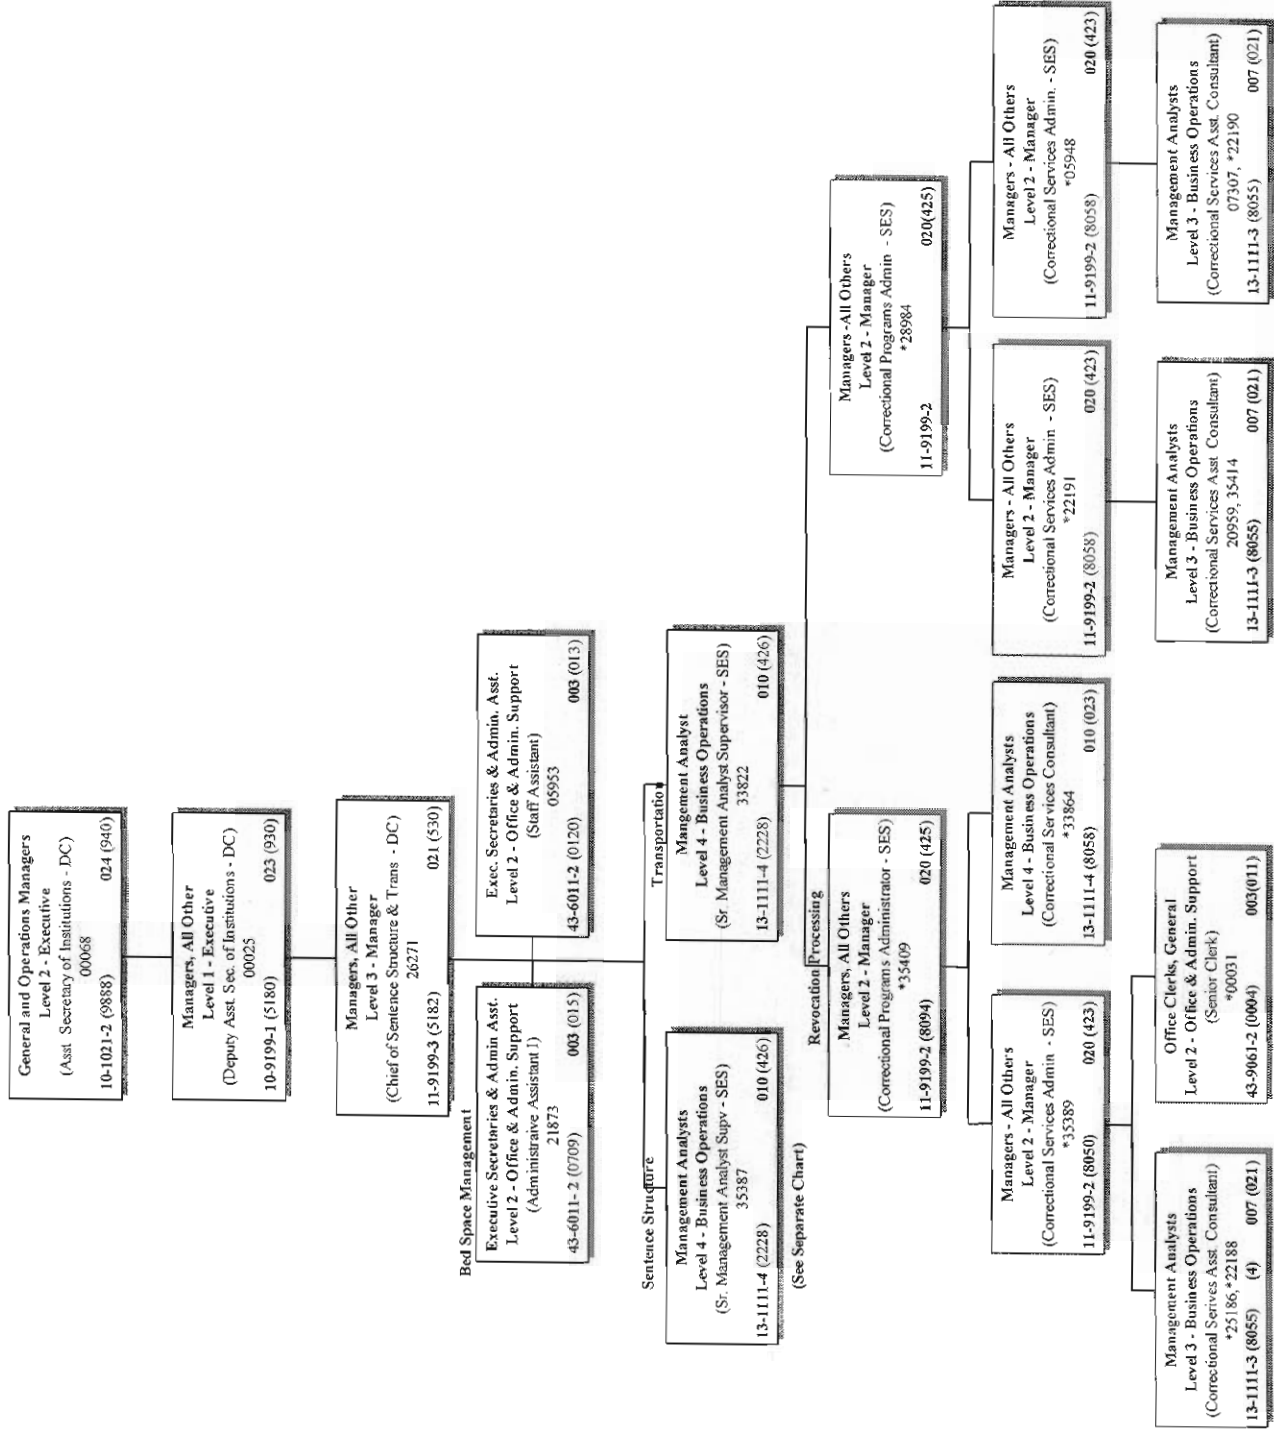 General and Operations Managers
Level 2 - Executive
(Asst Secretary of Institutions - DC)
00068
10-1021-2 (9888) 024 (940)
Managers, All Other
Level 1 - Executive
(Deputy Asst. Sec. of Institutions - DC)
00025
10-9199-1 (5180) 023 (930)
Managers, All Other
Level 3 - Manager
(Chief of Sentence Structure & Trans - DC)
26271
11-9199-3 (5182) 021 (530)
Bed Space Management
Executive Secretaries & Admin Asst.
Level 2 - Office & Admin. Support
(Administraive Assistant I)
21873
43-6011- 2 (0709) 003 (015)
Exec. Secretaries & Admin. Asst.
Level 2 - Office & Admin. Support
(Staff Assistant)
05953
43-6011-2 (0120) 003 (013)
Sentence Structure
Management Analysts
Level 4 - Business Operations
(Sr. Management Analyst Supv - SES)
35387
13-1111-4 (2228) 010 (426)
(See Separate Chart)
Transportation
Mangement Analyst
Level 4 - Business Operations
(Sr. Management Analyst Supervisor - SES)
33822
13-1111-4 (2228) 010 (426)
Revocation Processing
Managers, All Others
Level 2 - Manager
(Correctional Programs Administrator - SES)
*35409
11-9199-2 (8094) 020 (425)
Managers -All Others
Level 2 - Manager
(Correctional Programs Admin - SES)
*28984
11-9199-2 020(425)
Managers - All Others
Level 2 - Manager
(Correctional Services Admin - SES)
*35389
11-9199-2 (8050) 020 (423)
Management Analysts
Level 4 - Business Operations
(Correctional Services Consultant)
*33864
13-1111-4 (8058) 010 (023)
Managers - All Others
Level 2 - Manager
(Correctional Services Admin - SES)
*22191
11-9199-2 (8058) 020 (423)
Managers - All Others
Level 2 - Manager
(Correctional Services Admin. - SES)
*05948
11-9199-2 (8058) 020 (423)
Management Analysts
Level 3 - Business Operations
(Correctional Serives Asst. Consultant)
*25186, *22188
13-1111-3 (8055) (4) 007 (021)
Office Clerks, General
Level 2 - Office & Admin. Support
(Senior Clerk)
*00031
43-9061-2 (0004) 003(011)
Management Analysts
Level 3 - Business Operations
(Correctional Services Asst Consultant)
20959, 35414
13-1111-3 (8055) 007 (021)
Management Analysts
Level 3 - Business Operations
(Correctional Services Asst. Consultant)
07307, *22190
13-1111-3 (8055) 007 (021)